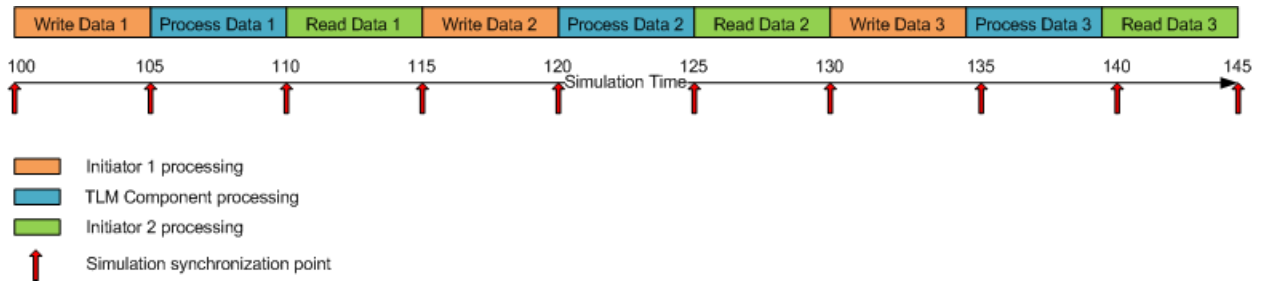 Write Data 1 Process Data 1 Read Data 1 Write Data 2 Process Data 2 Read Data 2 Write Data 3 Process Data 3 Read Data 3
100 105 110 115 120 125 130 135 140 145
Simulation Time
Initiator 1 processing
TLM Component processing
Initiator 2 processing
Simulation synchronization point